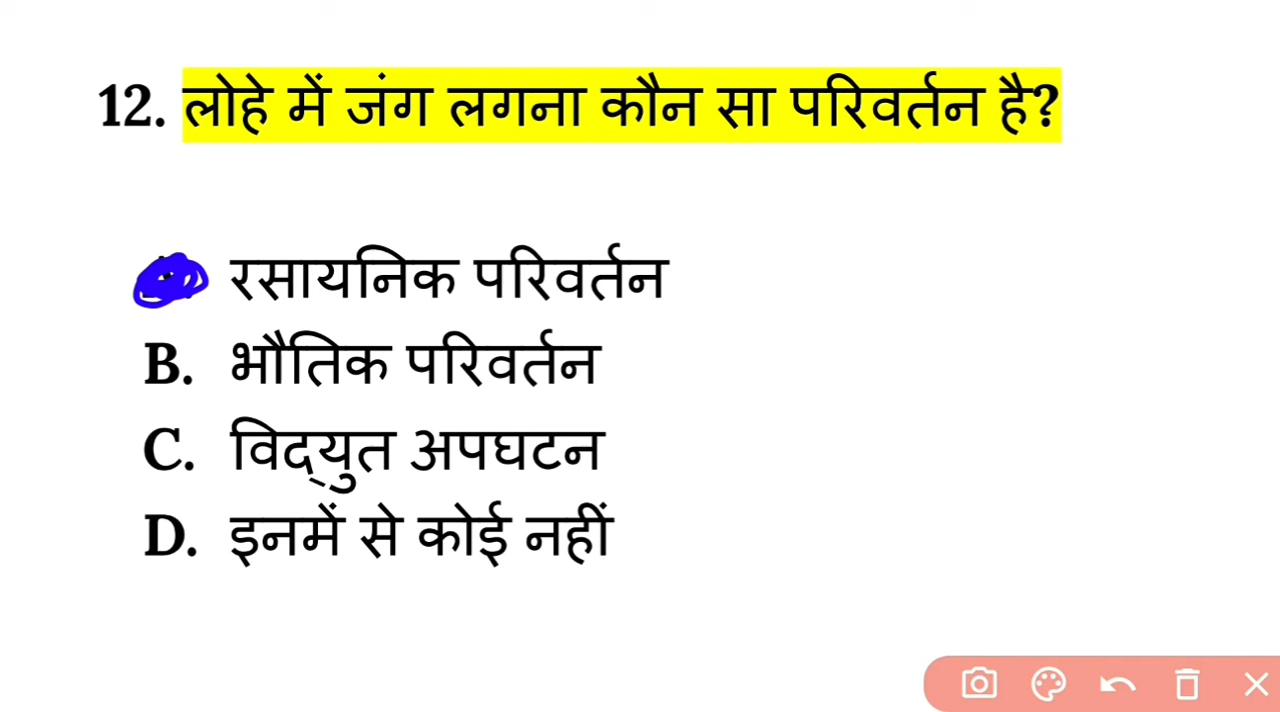 12. लोहे में जंग लगना कौन सा परिवर्तन है?
रसायनिक परिवर्तन
B. भौतिक परिवर्तन
C. विद्युत अपघटन
D. इनमें से कोई नहीं